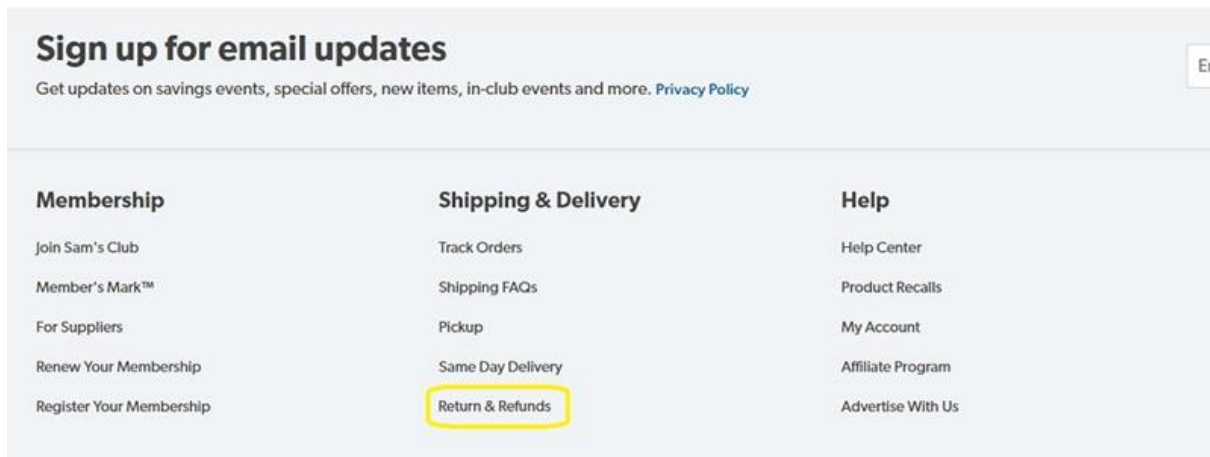 Sign up for email updates
Get updates on savings events, special offers, new items, in-club events and more. Privacy Policy
Membership
Join Sam's Club
Member's Mark™
For Suppliers
Renew Your Membership
Register Your Membership
Shipping & Delivery
Track Orders
Shipping FAQs
Pickup
Same Day Delivery
Return & Refunds
Help
Help Center
Product Recalls
My Account
Affiliate Program
Advertise With Us